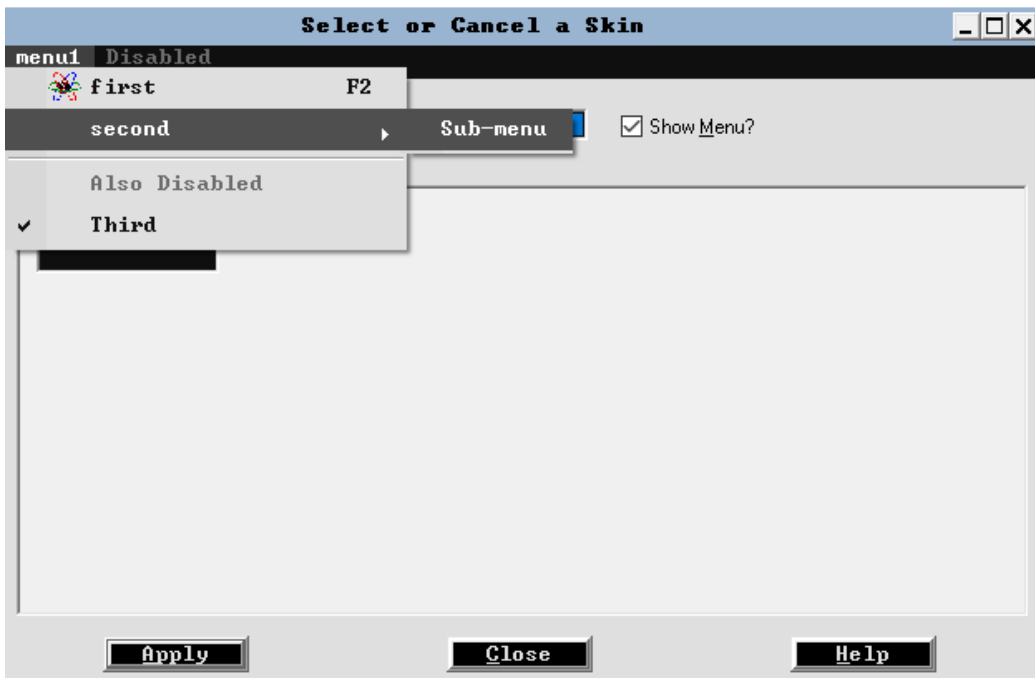 Select or Cancel a Skin
menu1 Disabled
first F2
second Sub-menu
Show Menu?
Also Disabled
Third
Apply Close Help